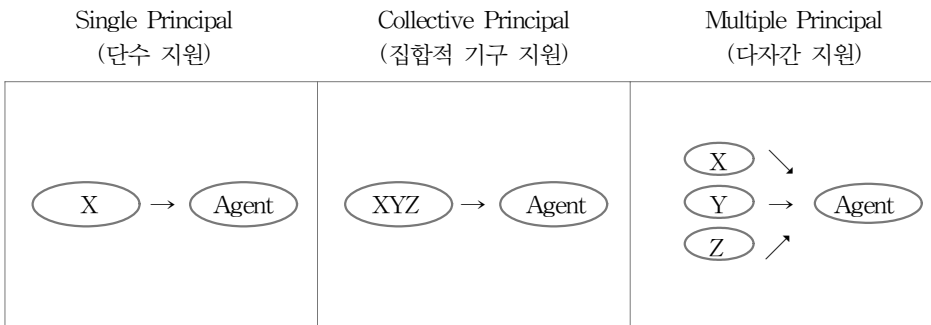 Single Principal
(단수 지원)
Collective Principal
(집합적 기구 지원)
Multiple Principal
(다자간 지원)
X → Agent
XYZ → Agent
X ↘
Y → Agent
Z ↗